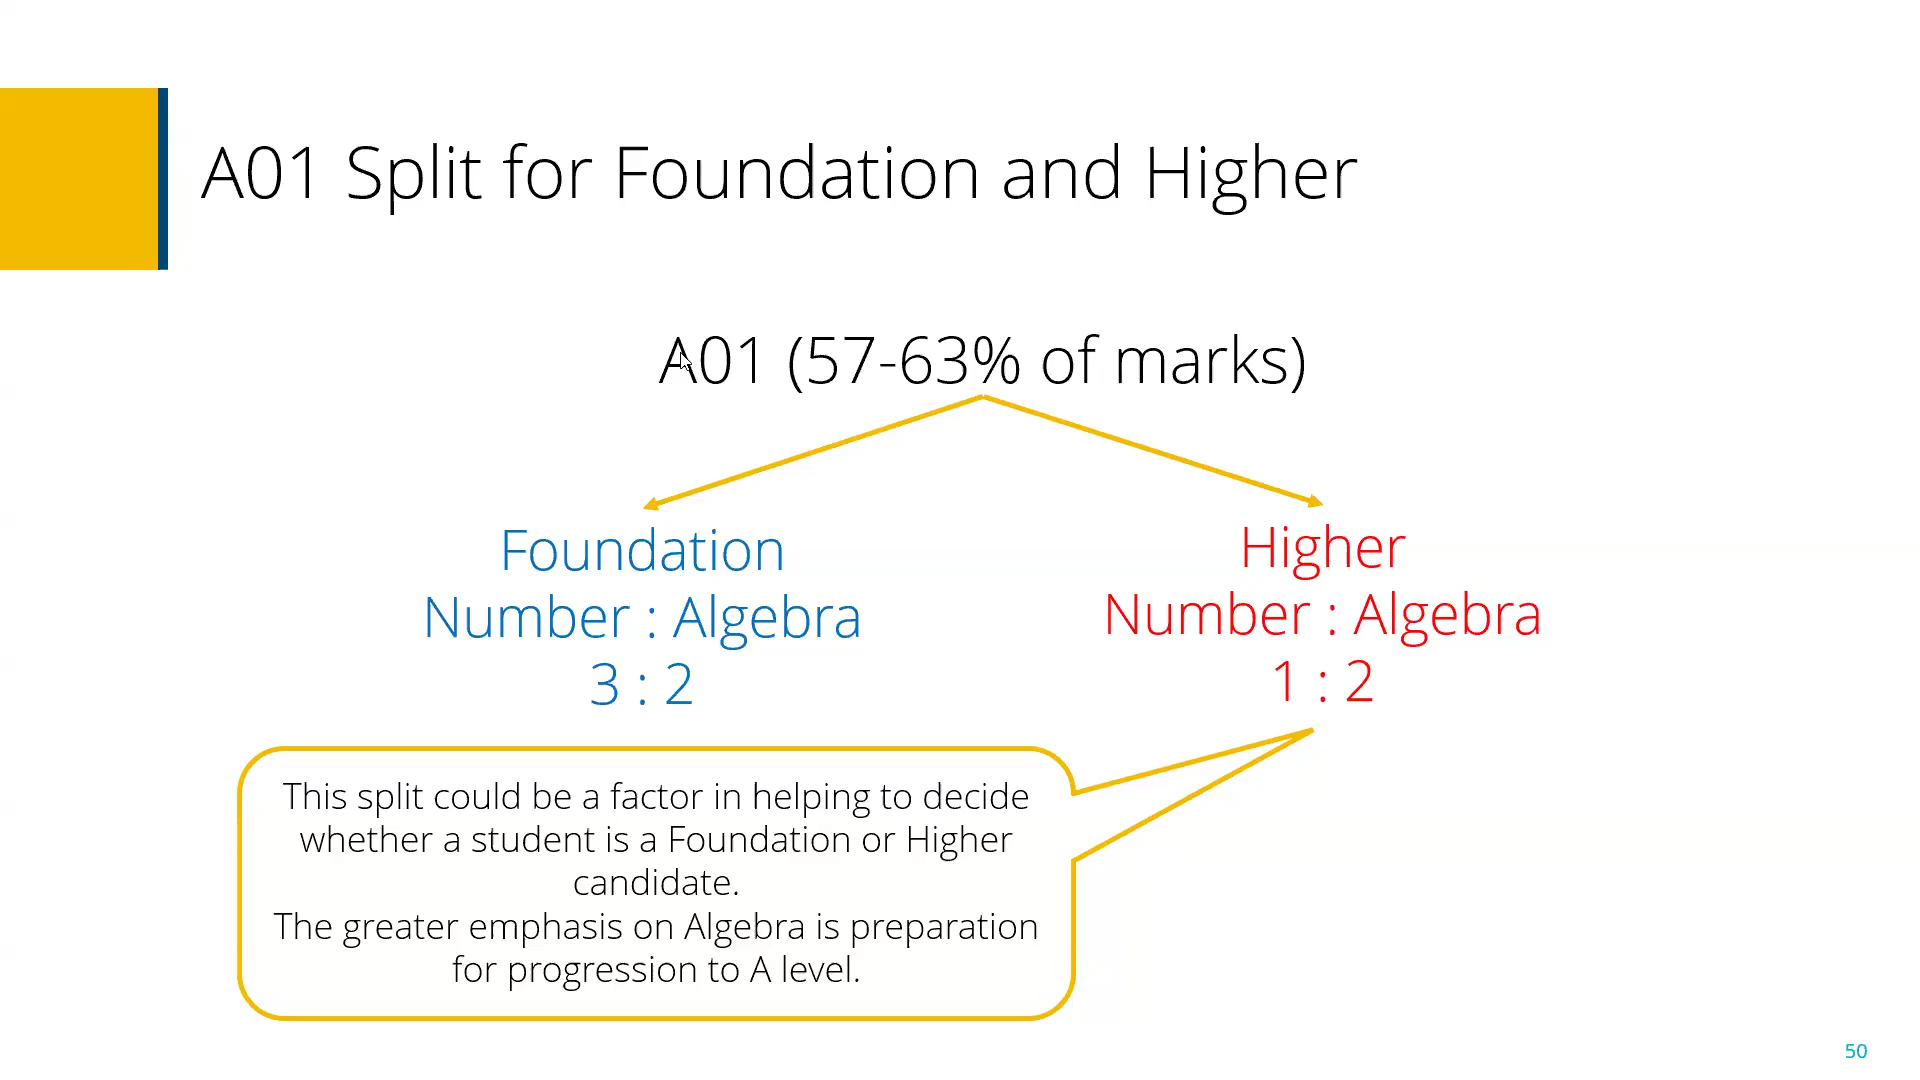 A01 Split for Foundation and Higher
A01 (57-63% of marks)
Foundation
Number : Algebra
3 : 2
Higher
Number : Algebra
1 : 2
This split could be a factor in helping to decide
whether a student is a Foundation or Higher
candidate.
The greater emphasis on Algebra is preparation
for progression to A level.
50